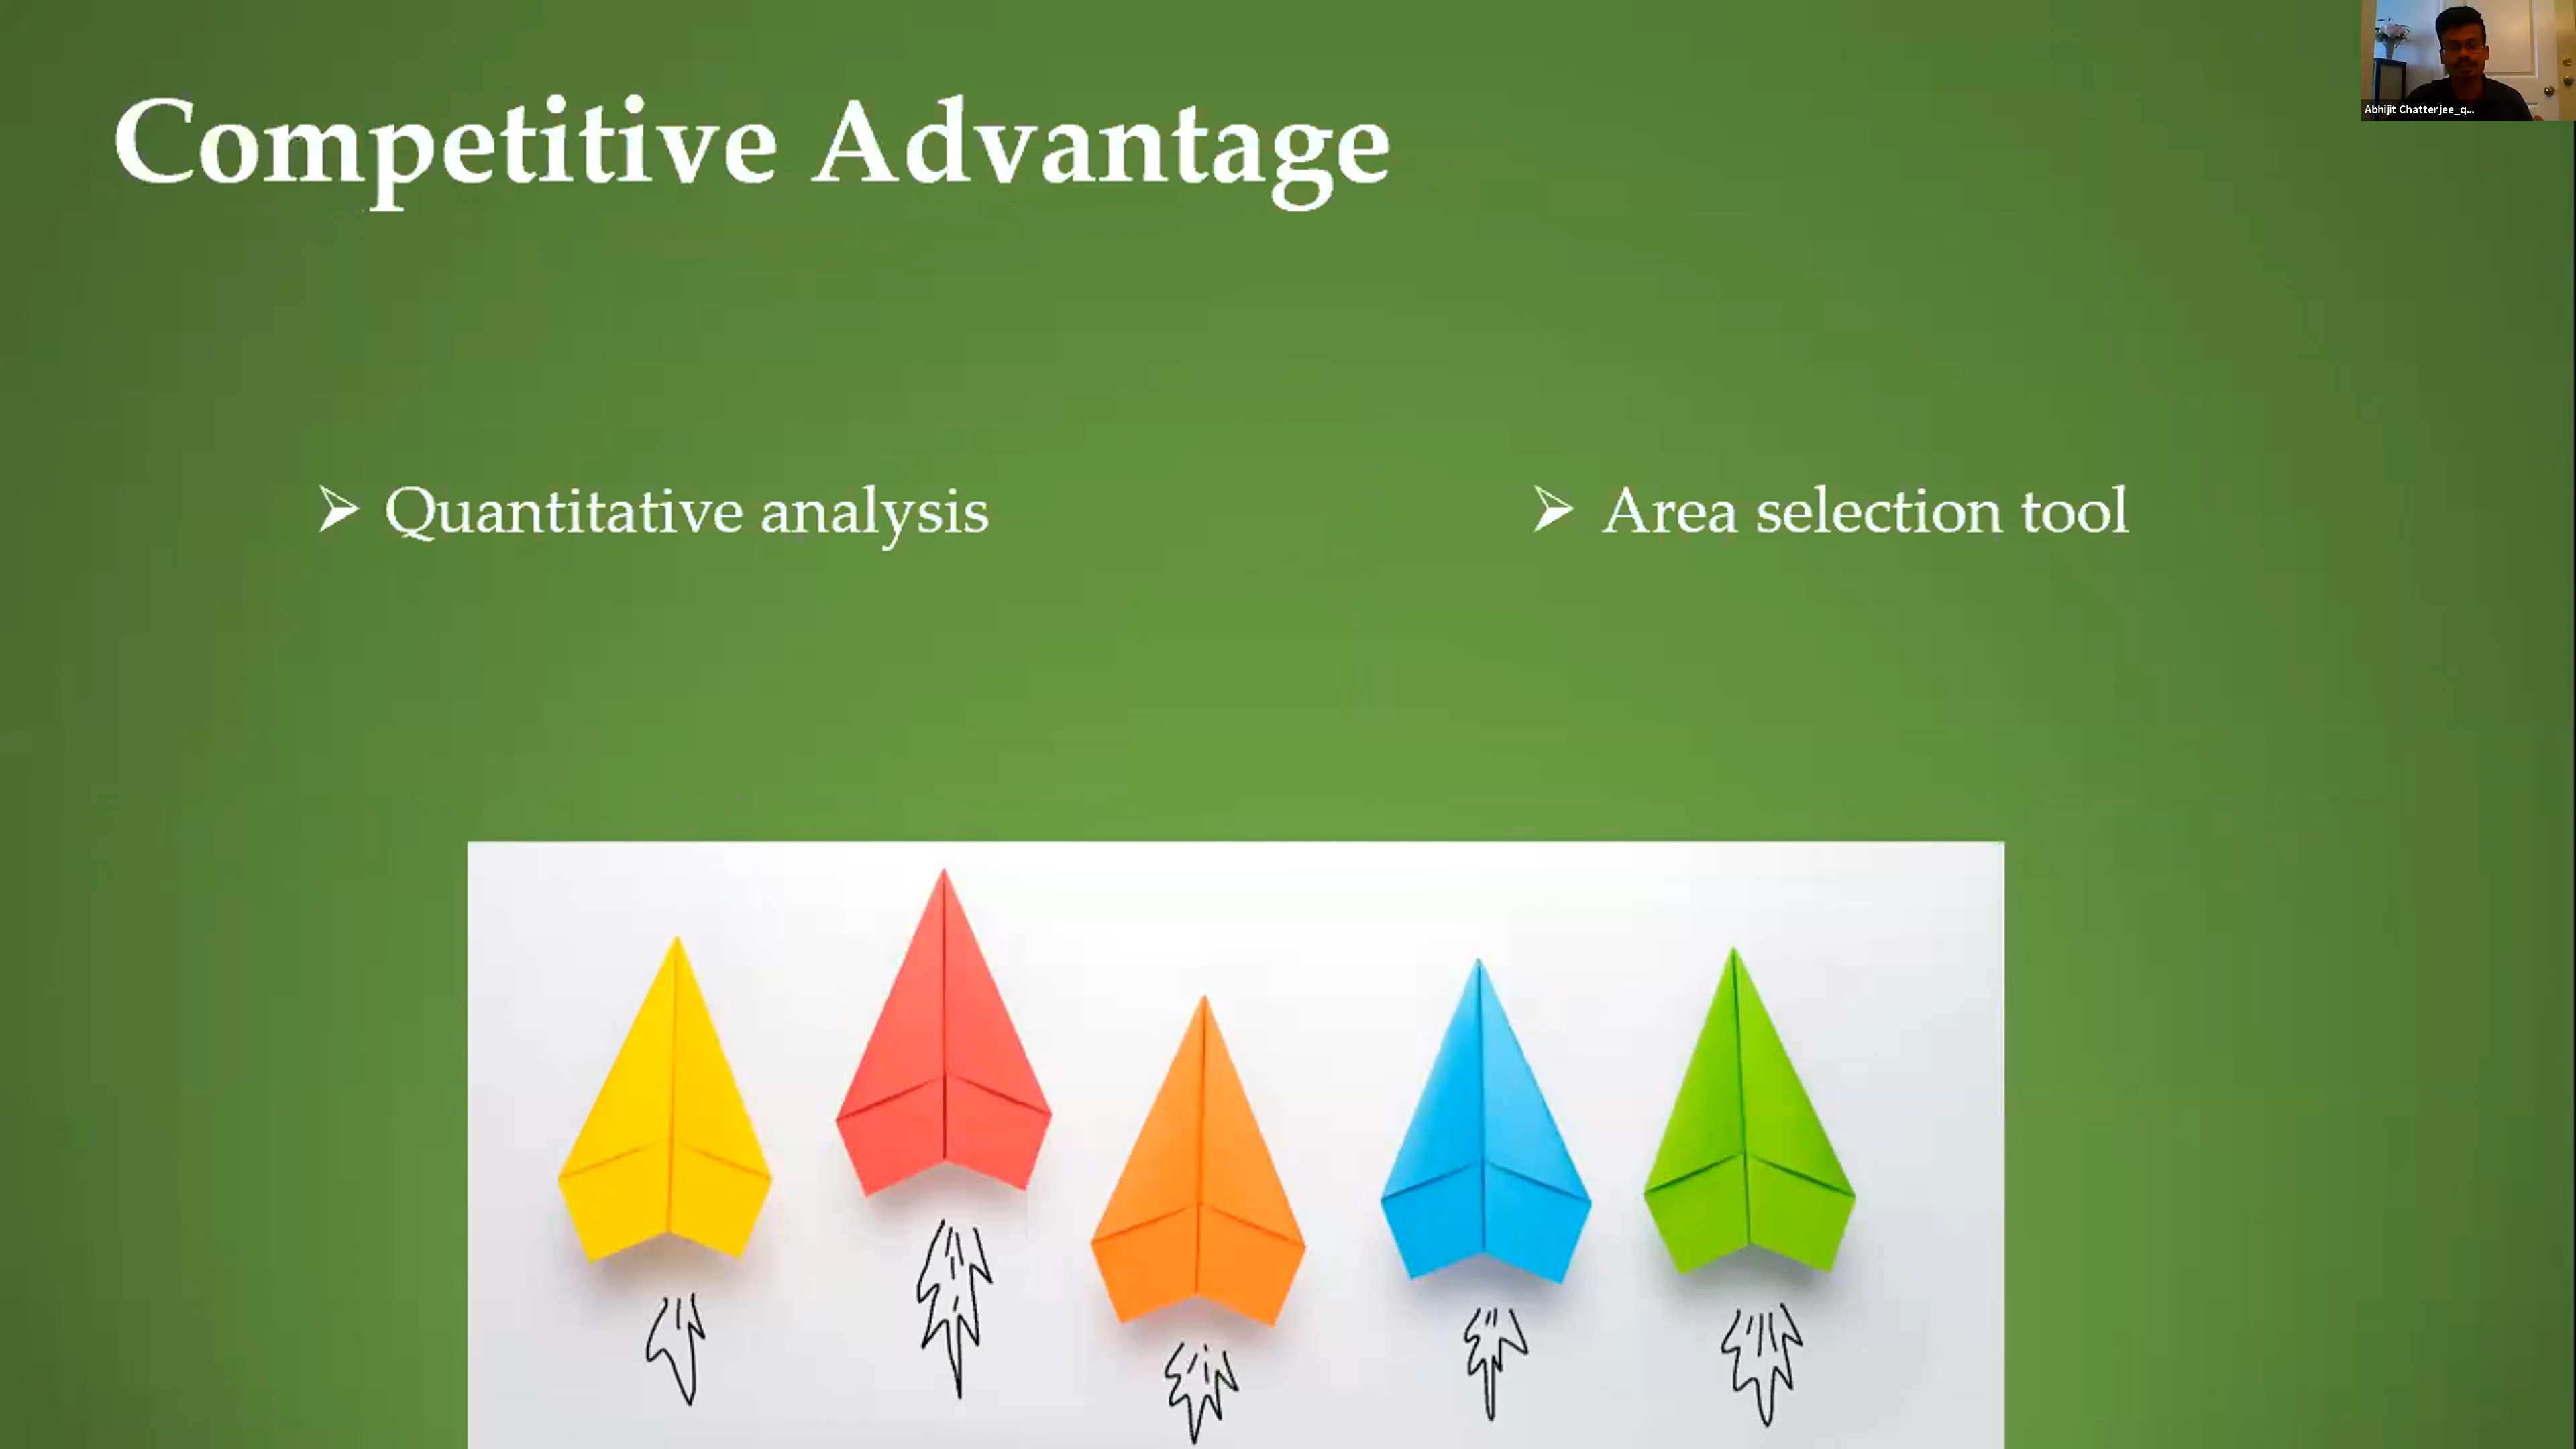 Competitive Advantage
Abhijit Chatterjee_q...
➢ Quantitative analysis
➢ Area selection tool